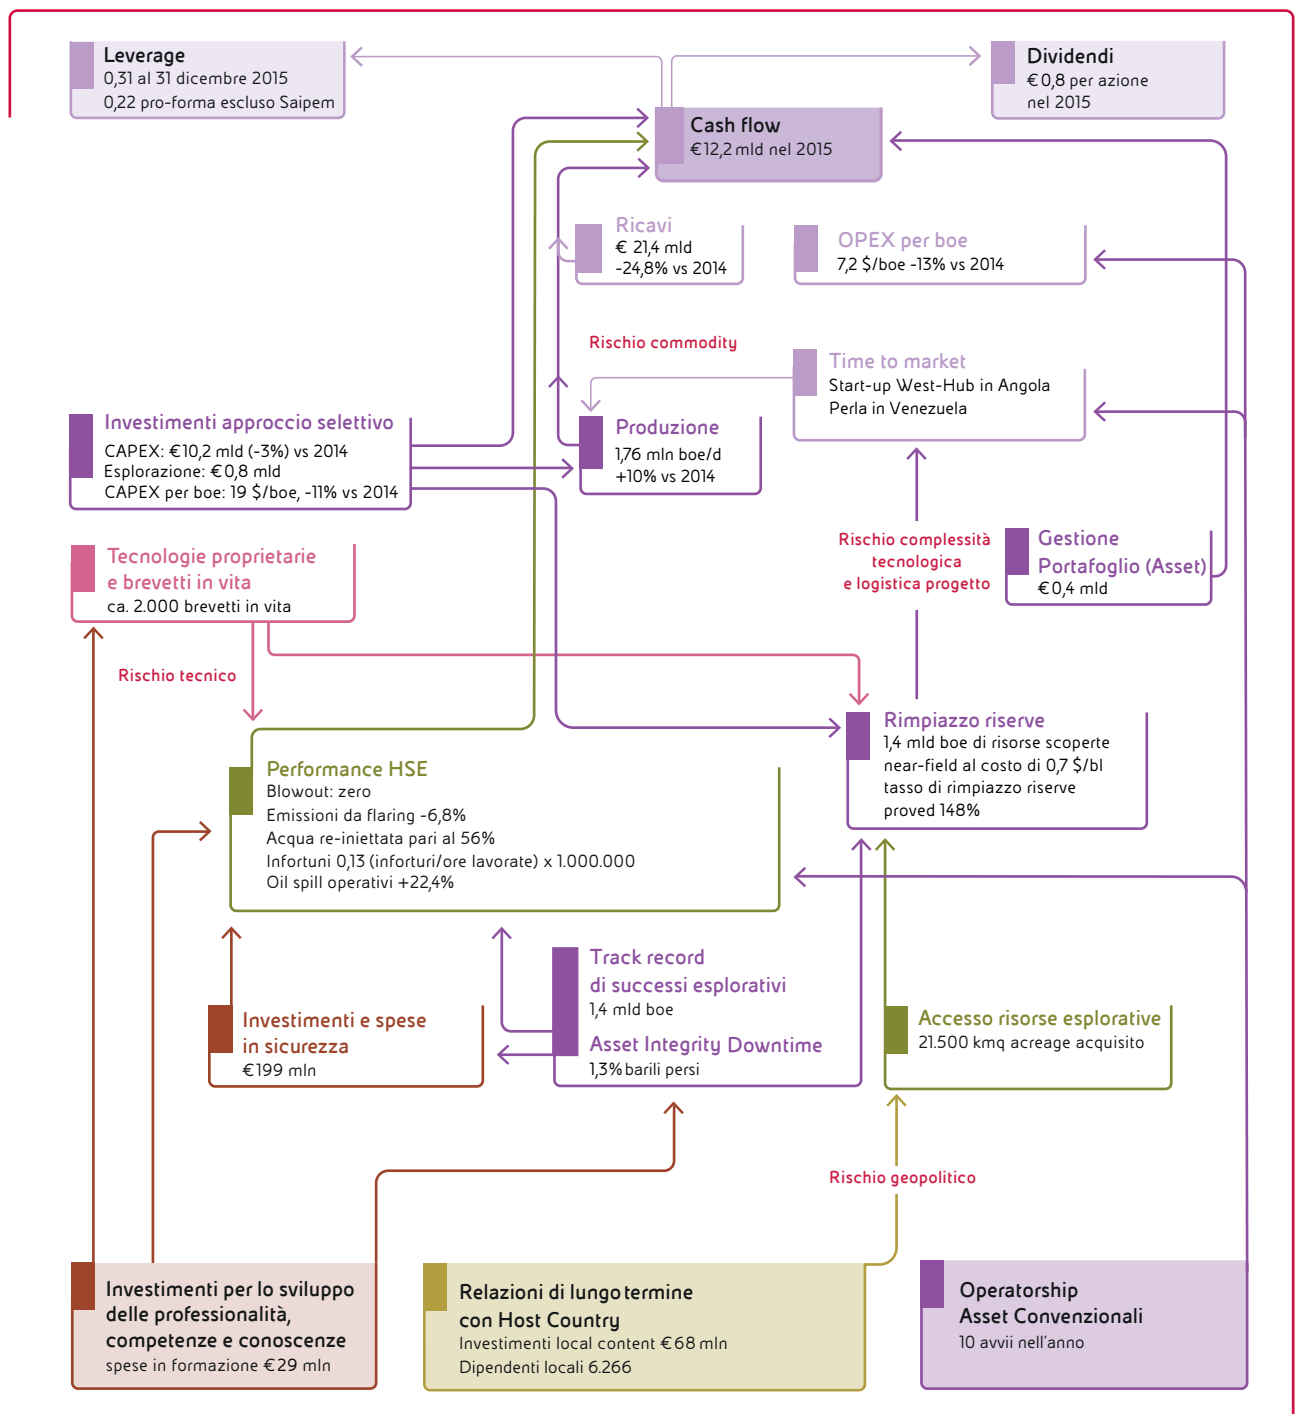 Leverage
0,31 al 31 dicembre 2015
0,22 pro-forma escluso Saipem
Dividendi
€ 0,8 per azione
nel 2015
Cash flow
€ 12,2 mld nel 2015
Ricavi
€ 21,4 mld
-24,8% vs 2014
OPEX per boe
7,2 $/boe -13% vs 2014
Rischio commodity
Time to market
Start-up West-Hub in Angola
Perla in Venezuela
Investimenti approccio selettivo
CAPEX: €10,2 mld (-3%) vs 2014
Esplorazione: € 0,8 mld
CAPEX per boe: 19 $/boe, -11% vs 2014
Produzione
1,76 mln boe/d
+10% vs 2014
Tecnologie proprietarie
e brevetti in vita
ca. 2.000 brevetti in vita
Rischio complessità
tecnologica
e logistica progetto
Gestione
Portafoglio (Asset)
€ 0,4 mld
Rischio tecnico
Rimpiazzo riserve
1,4 mld boe di risorse scoperte
near-field al costo di 0,7 $/bl
tasso di rimpiazzo riserve
proved 148%
Performance HSE
Blowout: zero
Emissioni da flaring -6,8%
Acqua re-iniettata pari al 56%
Infortuni 0,13 (inforturi/ore lavorate) x 1.000.000
Oil spill operativi +22,4%
Track record
di successi esplorativi
1,4 mld boe
Asset Integrity Downtime
1,3% barili persi
Investimenti e spese
in sicurezza
€199 mln
Accesso risorse esplorative
21.500 kmq acreage acquisito
Rischio geopolitico
Investimenti per lo sviluppo
delle professionalità,
competenze e conoscenze
spese in formazione € 29 mln
Relazioni di lungo termine
con Host Country
Investimenti local content € 68 mln
Dipendenti locali 6.266
Operatorship
Asset Convenzionali
10 avvii nell'anno